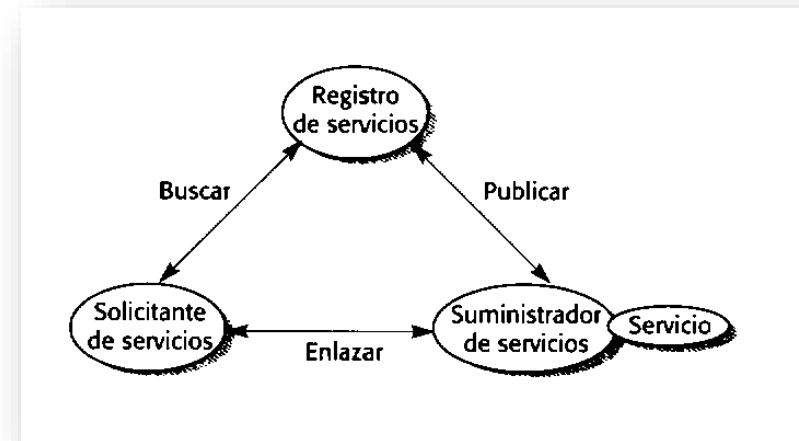 Registro
de servicios
Buscar
Publicar
Solicitante
de servicios
Enlazar
Suministrador
de servicios
Servicio